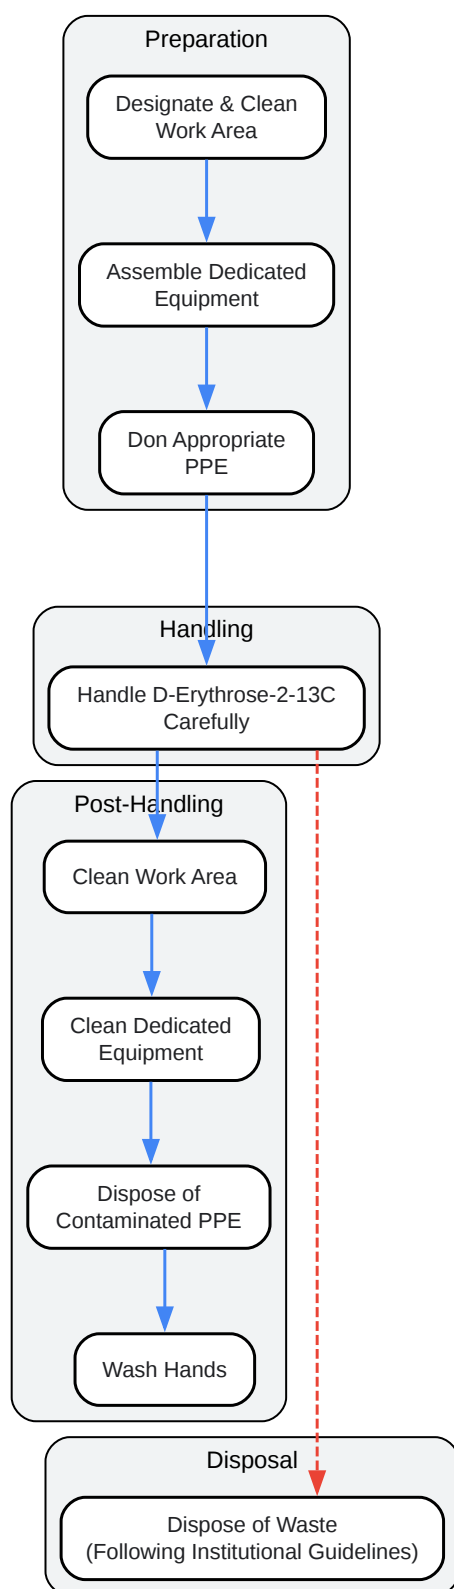 Preparation
Designate & Clean
Work Area
Assemble Dedicated
Equipment
Don Appropriate
PPE
Handling
Handle D-Erythrose-2-13C
Carefully
Post-Handling
Clean Work Area
Clean Dedicated
Equipment
Dispose of
Contaminated PPE
Wash Hands
Disposal
Dispose of Waste
(Following Institutional Guidelines)